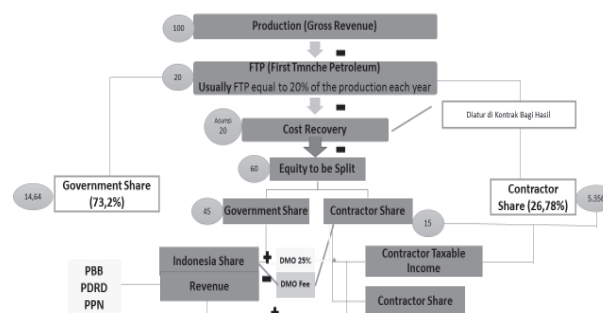 100
Production (Gross Revenue)
-
20
FTP (First Tmnche Petroleum)
Usually FTP equal to 20% of the production each year
-
Asumsi
20
Cost Recovery
Diatur di Kontrak Bagi Hasil
-
60
Equity to be Split
14,64
Government Share
(73,2%)
Contractor
Share (26,78%)
5.356
45
Government Share
Contractor Share
15
Indonesia Share
+
DMO 25%
Contractor Taxable
Income
PBB
PDRD
PPN
Revenue
-
DMO Fee
Contractor Share
+